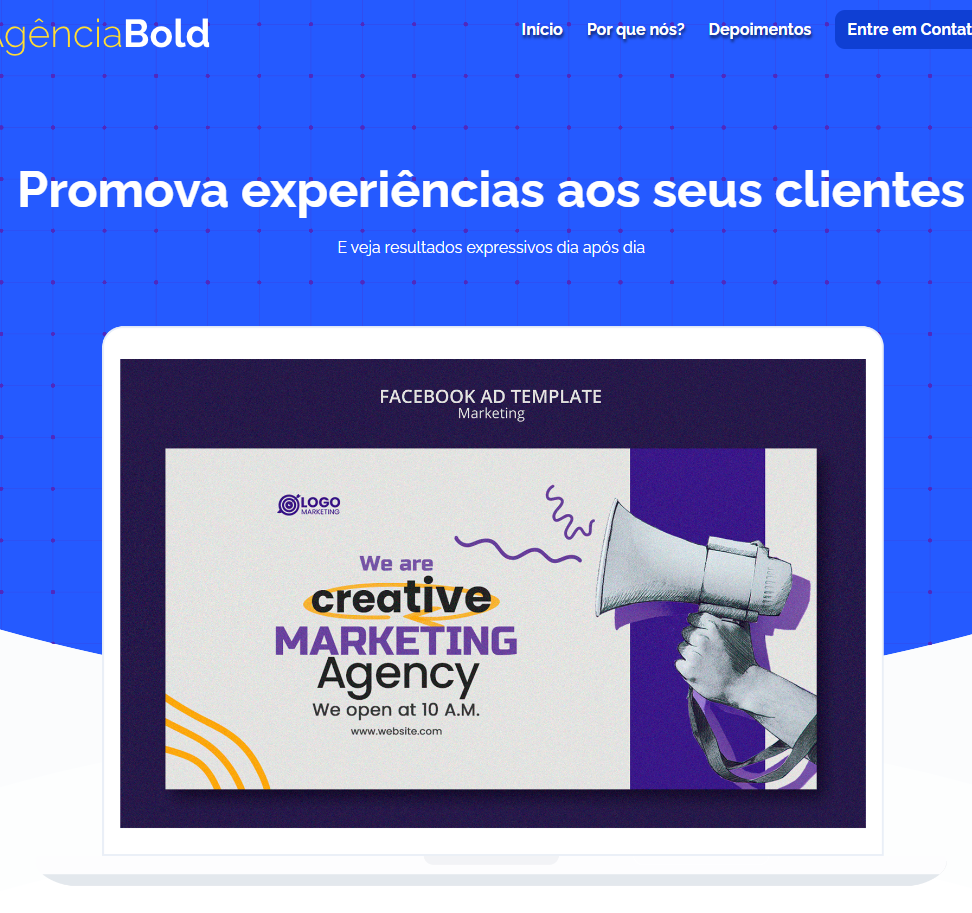 AgênciaBold
Início
Por que nós?
Depoimentos
Entre em Contat
Promova experiências aos seus clientes
E veja resultados expressivos dia após dia
FACEBOOK AD TEMPLATE
Marketing
LOGO
MARKETING
We are
creative
MARKETING
Agency
We open at 10 A.M.
www.website.com